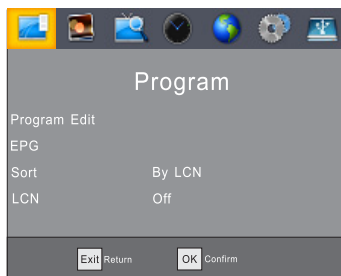 Program
Program Edit
EPG
Sort By LCN
LCN Off
Exit Return OK Confirm